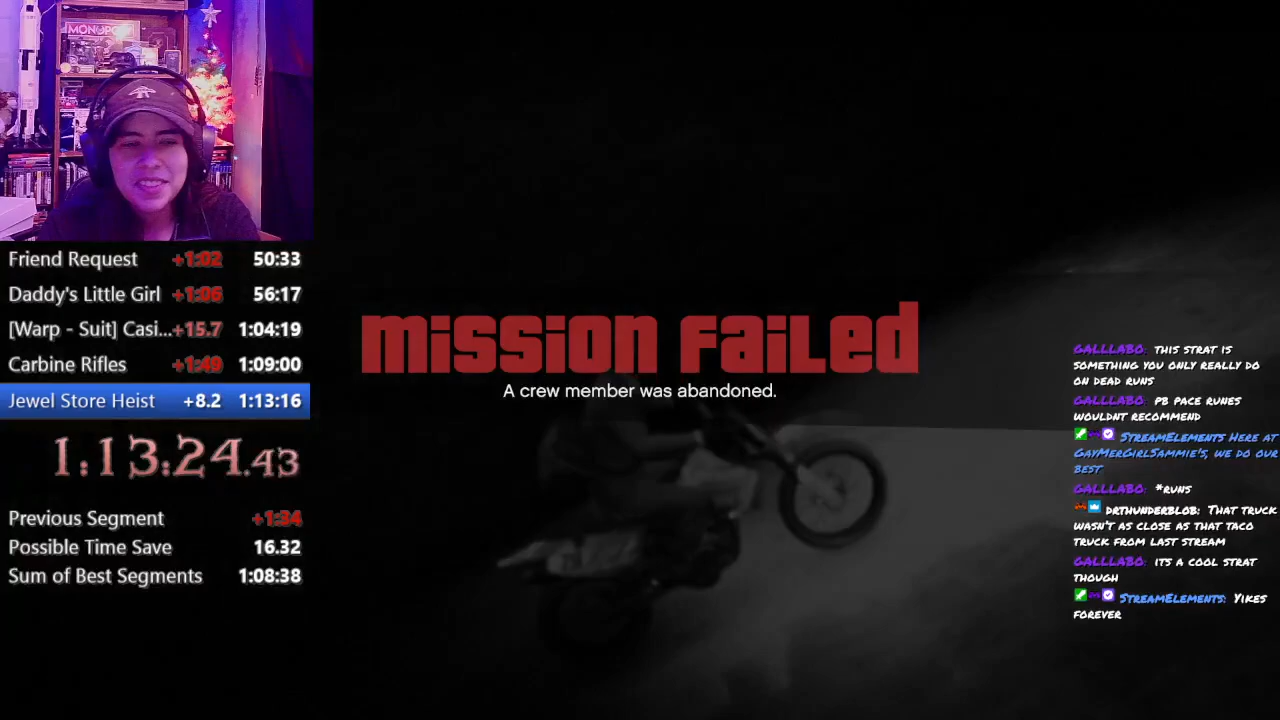 MONOPOLY
Friend Request +1:02 50:33
Daddy's Little Girl +1:06 56:17
[Warp - Suit] Casi...+15.7 1:04:19
Carbine Rifles +1:49 1:09:00
Jewel Store Heist +8.2 1:13:16
1:13:24.43
Previous Segment +1:34
Possible Time Save 16.32
Sum of Best Segments 1:08:38
mission failed
A crew member was abandoned.
GALLLABO: THIS STRAT IS
SOMETHING YOU ONLY REALLY DO
ON DEAD RUNS
GALLLABO: PB PACE RUNES
WOULDNT RECOMMEND
STREAMELEMENTS HERE AT
GAYMERGIRLSAMMIE'S, WE DO OUR
BEST
GALLLABO: *RUNS
DRTHUNDERBLOB: THAT TRUCK
WASN'T AS CLOSE AS THAT TACO
TRUCK FROM LAST STREAM
GALLLABO: ITS A COOL STRAT
THOUGH
STREAMELEMENTS: YIKES
FOREVER